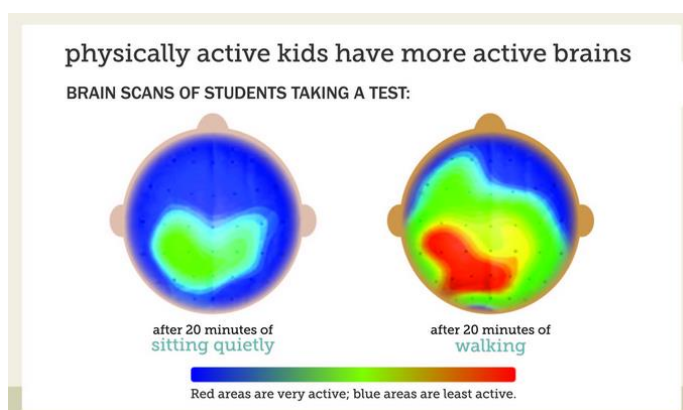 physically active kids have more active brains
BRAIN SCANS OF STUDENTS TAKING A TEST:
after 20 minutes of
sitting quietly
after 20 minutes of
walking
Red areas are very active; blue areas are least active.